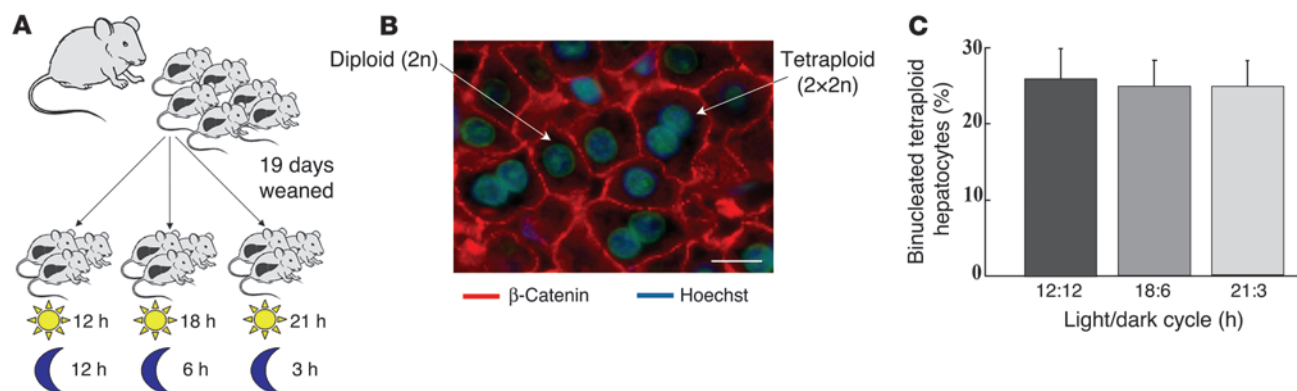 A
19 days
weaned
12 h
18 h
21 h
12 h
6 h
3 h
B
Diploid (2n)
Tetraploid
(2×2n)
β-Catenin
Hoechst
C
Binucleated tetraploid
hepatocytes (%)
30
20
10
0
12:12
18:6
21:3
Light/dark cycle (h)